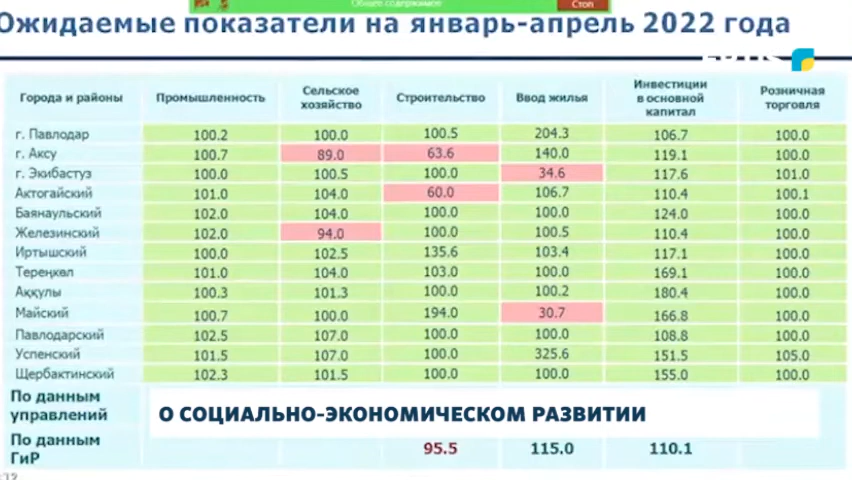 Общее содержимое Стоп
Ожидаемые показатели на январь-апрель 2022 года
Города и районы Промышленность Сельское хозяйство Строительство Ввод жилья Инвестиции в основной капитал Розничная торговля
г. Павлодар 100.2 100.0 100.5 204.3 106.7 100.0
г. Аксу 100.7 89.0 63.6 140.0 119.1 100.0
г. Экибастуз 100.0 100.5 100.0 34.6 117.6 101.0
Актогайский 101.0 104.0 60.0 106.7 110.4 100.1
Баянаульский 102.0 104.0 100.0 100.0 124.0 100.0
Железинский 102.0 94.0 100.0 100.5 110.4 100.0
Иртышский 100.0 102.5 135.6 103.4 117.1 100.0
Тереңкөл 101.0 104.0 103.0 100.0 169.1 100.0
Аққулы 100.3 101.3 100.0 100.2 180.4 100.0
Майский 100.7 100.0 194.0 30.7 166.8 100.0
Павлодарский 102.5 107.0 100.0 100.0 108.8 100.0
Успенский 101.5 107.0 100.0 325.6 151.5 105.0
Щербактинский 102.3 101.5 100.0 100.0 155.0 100.0
По данным управлений
О СОЦИАЛЬНО-ЭКОНОМИЧЕСКОМ РАЗВИТИИ
По данным ГиР 95.5 115.0 110.1